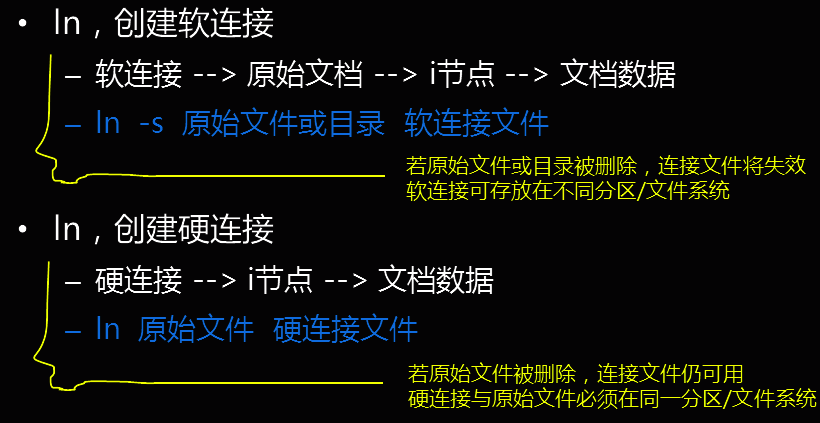 • ln，创建软连接
– 软连接 --> 原始文档 --> i节点 --> 文档数据
– ln -s 原始文件或目录 软连接文件
若原始文件或目录被删除，连接文件将失效
软连接可存放在不同分区/文件系统
• ln，创建硬连接
– 硬连接 --> i节点 --> 文档数据
– ln 原始文件 硬连接文件
若原始文件被删除，连接文件仍可用
硬连接与原始文件必须在同一分区/文件系统